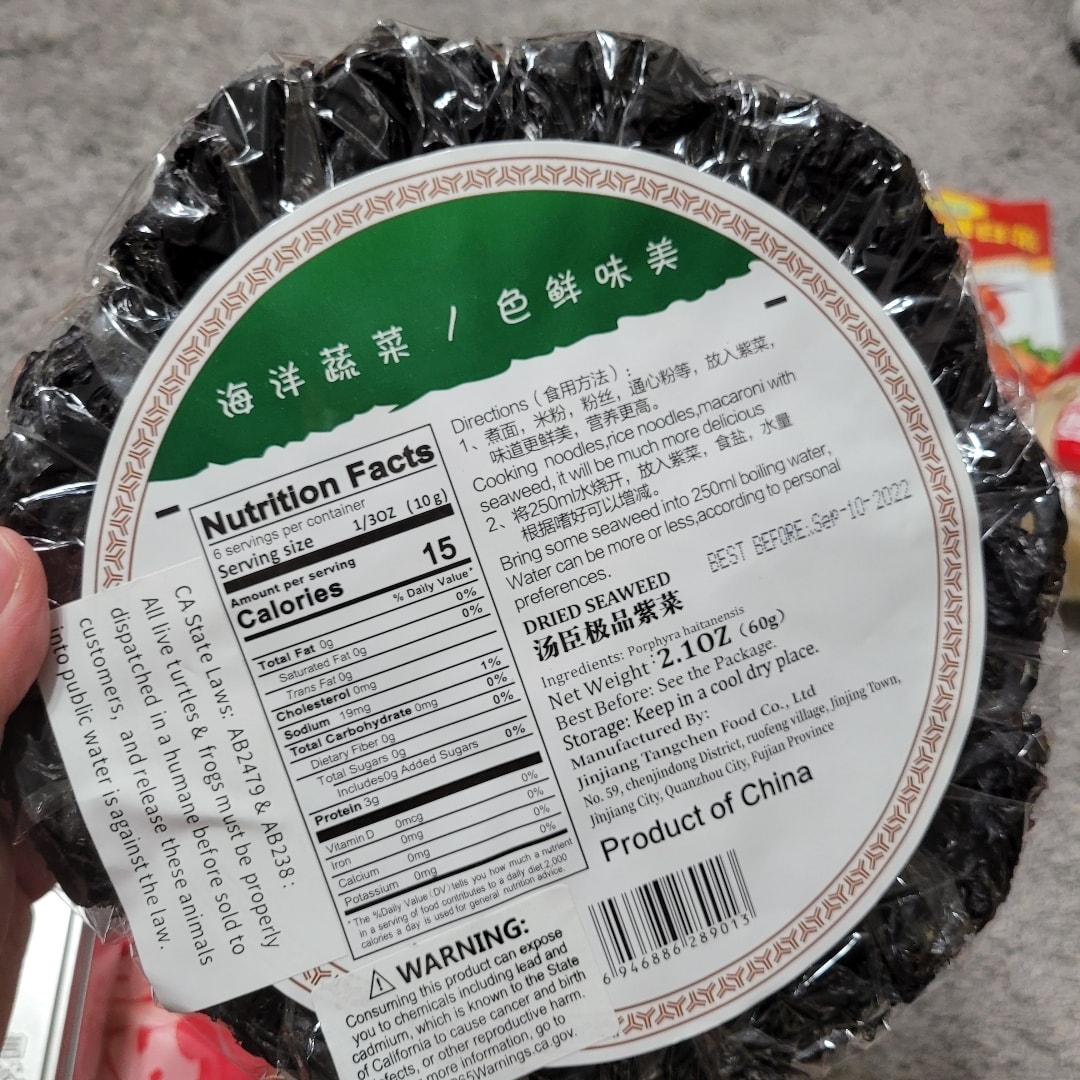 海洋蔬菜 / 色鲜味美
Nutrition Facts
6 servings per container
Serving size 1/3OZ (10g)
Amount per serving
Calories 15
% Daily Value*
Total Fat 0g 0%
Saturated Fat 0g 0%
Trans Fat 0g
Cholesterol 0mg
Sodium 19mg 1%
Total Carbohydrate 0mg 0%
Dietary Fiber 0g 0%
Total Sugars 0g
Includes0g Added Sugars 0%
Protein 3g
Vitamin D 0mcg 0%
Iron 0mg 0%
Calcium 0mg 0%
Potassium 0mg 0%
* The %Daily Value (DV) tells you how much a nutrient
in a serving of food contributes to a daily diet.2,000
calories a day is used for general nutrition advice.
Directions (食用方法):
1、煮面，米粉，粉丝，通心粉等，放入紫菜，
味道更鲜美，营养更高。
Cooking noodles,rice noodles,macaroni with
seaweed, it will be much more delicious
2、将250ml水烧开，放入紫菜，食盐，水量
根据嗜好可以增减。
Bring some seaweed into 250ml boiling water,
Water can be more or less,according to personal
preferences.
BEST BEFORE:Sep-10-2022
DRIED SEAWEED
汤臣极品紫菜
Ingredients: Porphyra haitanensis
Net Weight:2.1OZ (60g)
Best Before: See the Package.
Storage: Keep in a cool dry place.
Manufactured By:
Jinjiang Tangchen Food Co., Ltd
No. 59, chenjindong District, ruofeng village, Jinjing Town,
Jinjiang City, Quanzhou City, Fujian Province
Product of China
6 946886 289013
CA State Laws: AB2479 & AB238:
All live turtles & frogs must be properly
dispatched in a humane before sold to
customers, and release these animals
into public water is against the law.
⚠ WARNING:
Consuming this product can expose
you to chemicals including lead and
cadmium, which is known to the State
of California to cause cancer and birth
or other reproductive harm.
more information, go to
65Warnings.ca.gov.